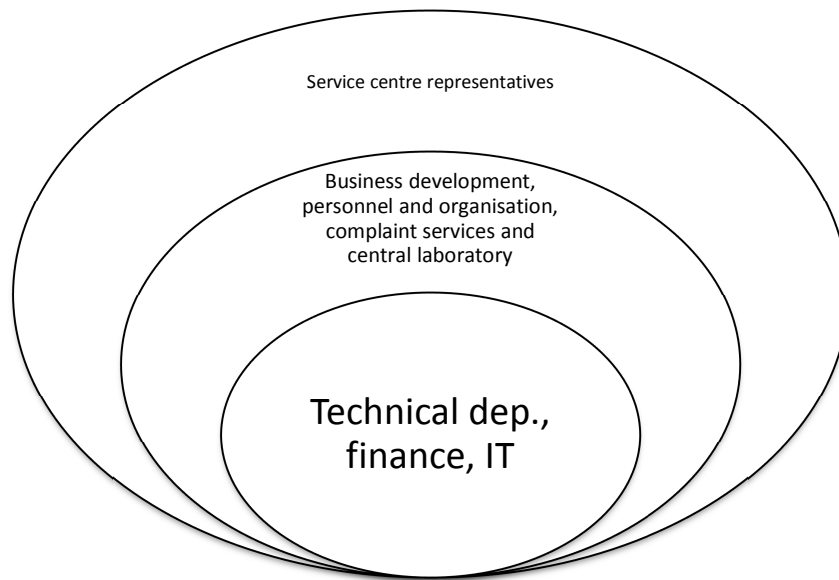 Service centre representatives
Business development,
personnel and organisation,
complaint services and
central laboratory
Technical dep.,
finance, IT